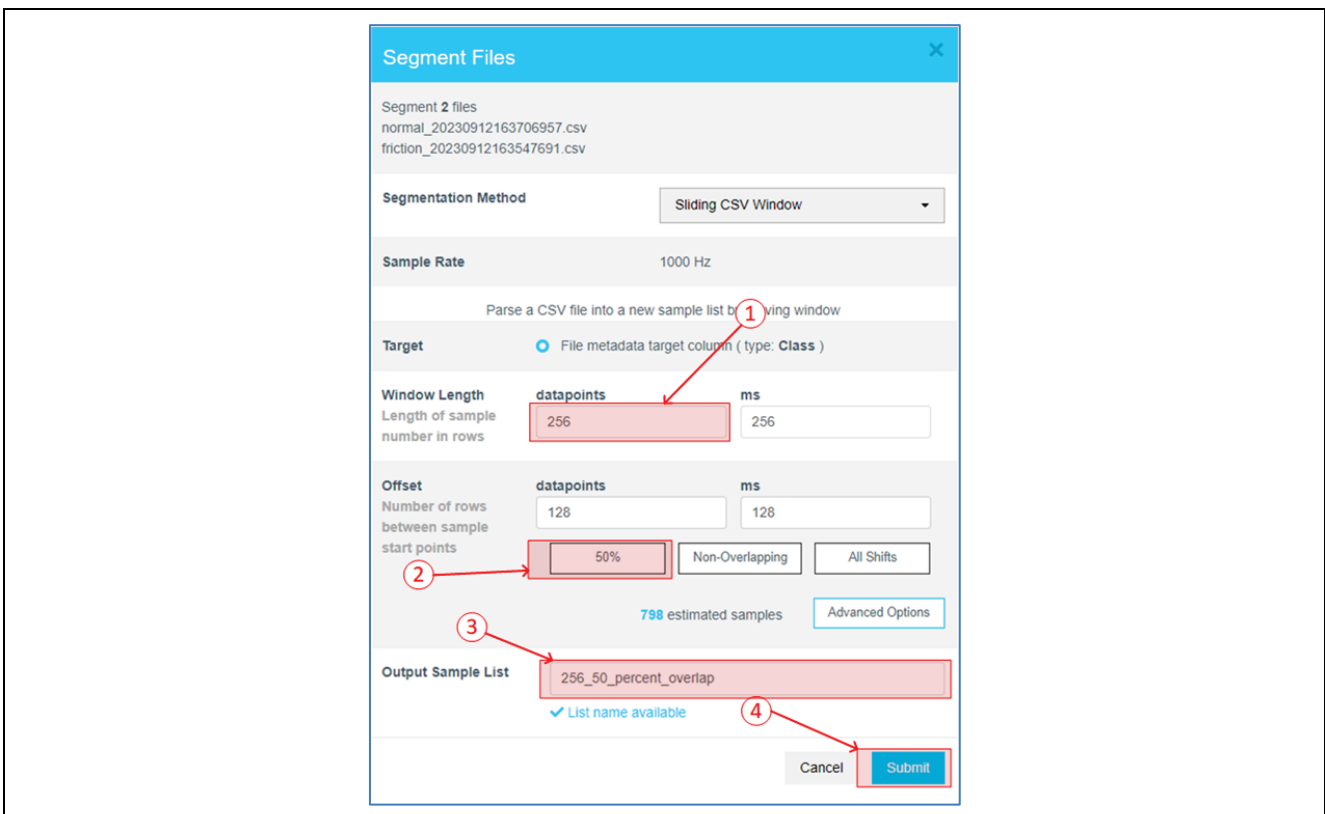 Segment Files
Segment 2 files
normal_20230912163706957.csv
friction_20230912163547691.csv
Segmentation Method
Sliding CSV Window
Sample Rate
1000 Hz
Parse a CSV file into a new sample list by ving window
1
Target
File metadata target column ( type: Class )
Window Length
Length of sample
number in rows
datapoints
ms
256
256
Offset
Number of rows
between sample
start points
datapoints
ms
128
128
50%
Non-Overlapping
All Shifts
2
798 estimated samples
Advanced Options
3
Output Sample List
256_50_percent_overlap
List name available
4
Cancel
Submit